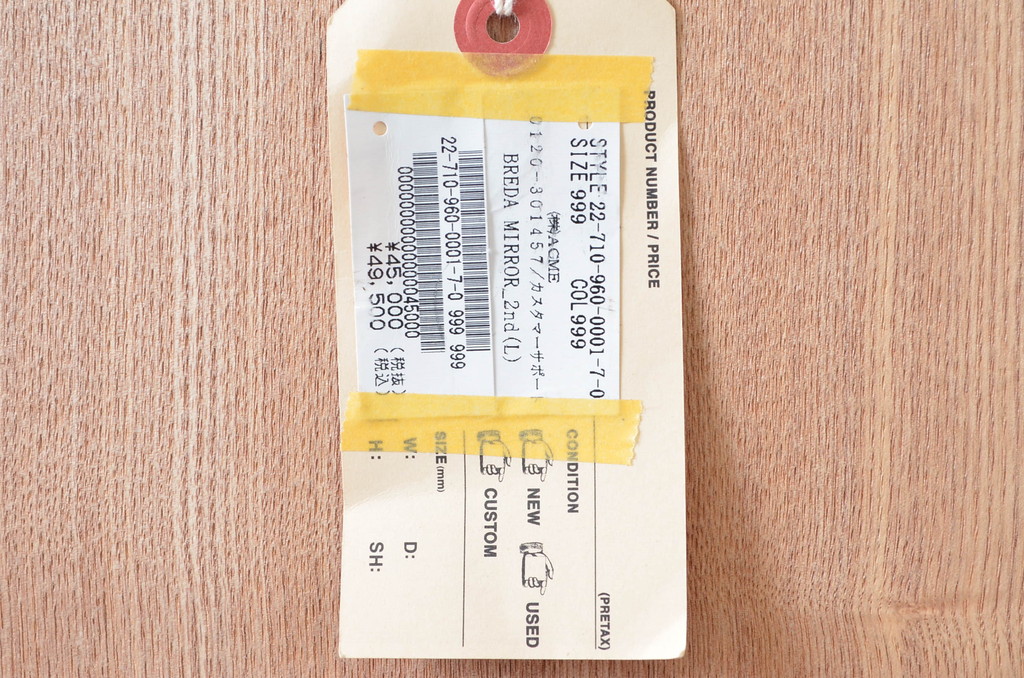 PRODUCT NUMBER / PRICE
STYLE 22-710-960-0001-7-0
SIZE 999 COL 999
(株)ACME
0120-301457/カスタマーサポー
BREDA MIRROR_2nd(L)
22-710-960-0001-7-0 999 999
0000000000000045000
¥45,000 (税抜)
¥49,500 (税込)
(PRETAX)
CONDITION
NEW USED
CUSTOM
SIZE (mm)
W: D:
H: SH: